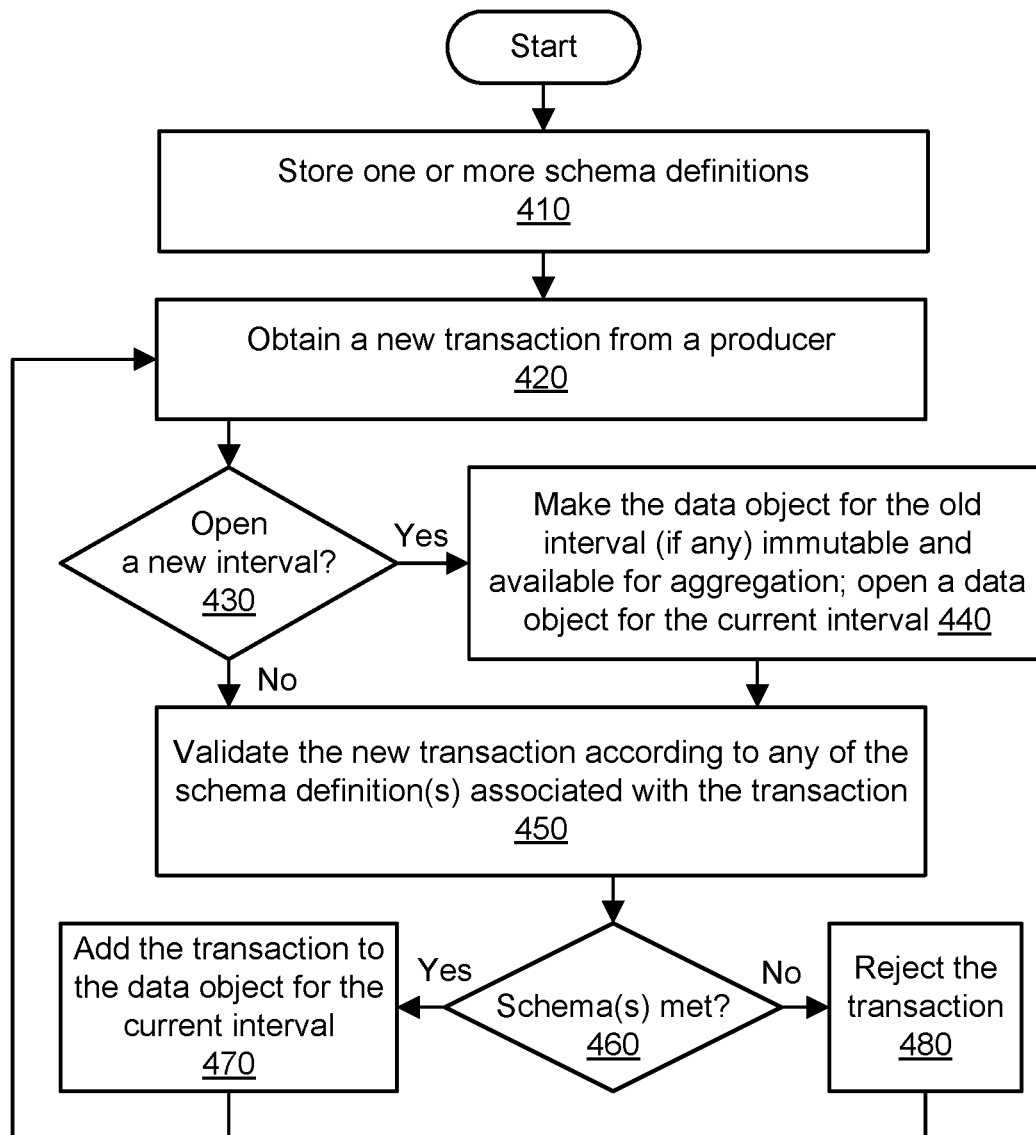 Start
Store one or more schema definitions
410
Obtain a new transaction from a producer
420
Open
a new interval?
430
Yes
Make the data object for the old
interval (if any) immutable and
available for aggregation; open a data
object for the current interval 440
No
Validate the new transaction according to any of the
schema definition(s) associated with the transaction
450
Add the transaction to
the data object for the
current interval
470
Yes
Schema(s) met?
460
No
Reject the
transaction
480